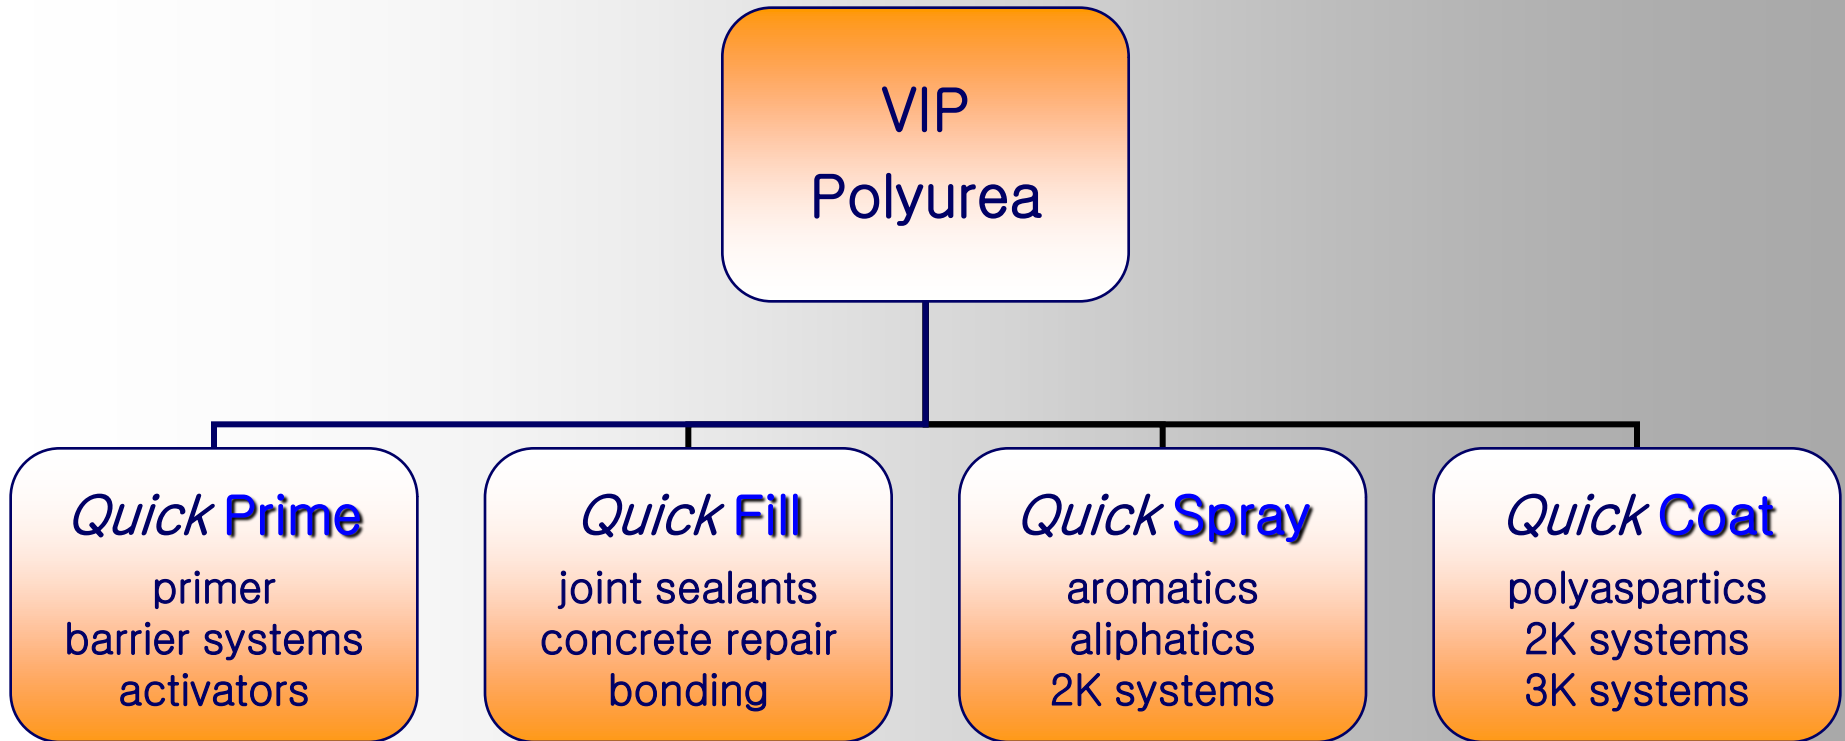 VIP
Polyurea
Quick Prime
primer
barrier systems
activators
Quick Fill
joint sealants
concrete repair
bonding
Quick Spray
aromatics
aliphatics
2K systems
Quick Coat
polyaspartics
2K systems
3K systems